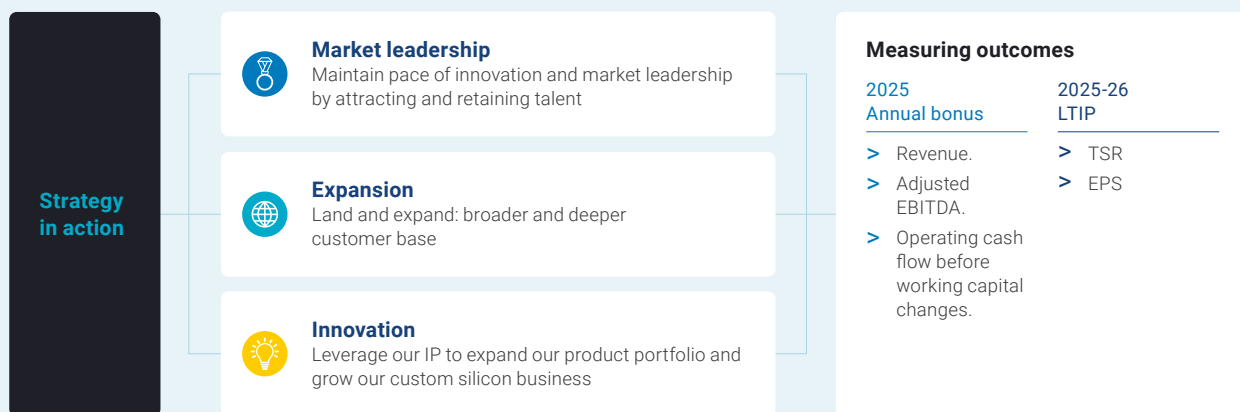 Strategy
in action
Market leadership
Maintain pace of innovation and market leadership
by attracting and retaining talent
Expansion
Land and expand: broader and deeper
customer base
Innovation
Leverage our IP to expand our product portfolio and
grow our custom silicon business
Measuring outcomes
2025
Annual bonus
> Revenue.
> Adjusted
EBITDA.
> Operating cash
flow before
working capital
changes.
2025-26
LTIP
> TSR
> EPS